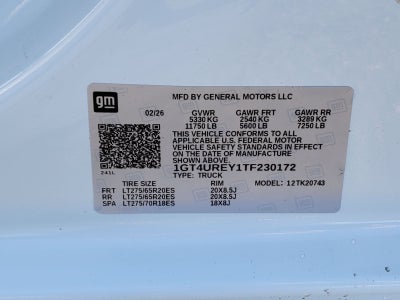 gm
MFD BY GENERAL MOTORS LLC
02/26 GVWR GAWR FRT GAWR RR
5330 KG 2540 KG 3289 KG
11750 LB 5600 LB 7250 LB
THIS VEHICLE CONFORMS TO ALL
APPLICABLE U.S. FEDERAL MOTOR
VEHICLE SAFETY STANDARDS IN EFFECT
ON THE DATE OF MANUFACTURE
SHOWN ABOVE.
1GT4UREY1TF230172
241L TYPE: TRUCK
TIRE SIZE RIM MODEL: 12TK20743
FRT LT275/65R20ES 20X8.5J
RR LT275/65R20ES 20X8.5J
SPA LT275/70R18ES 18X8J